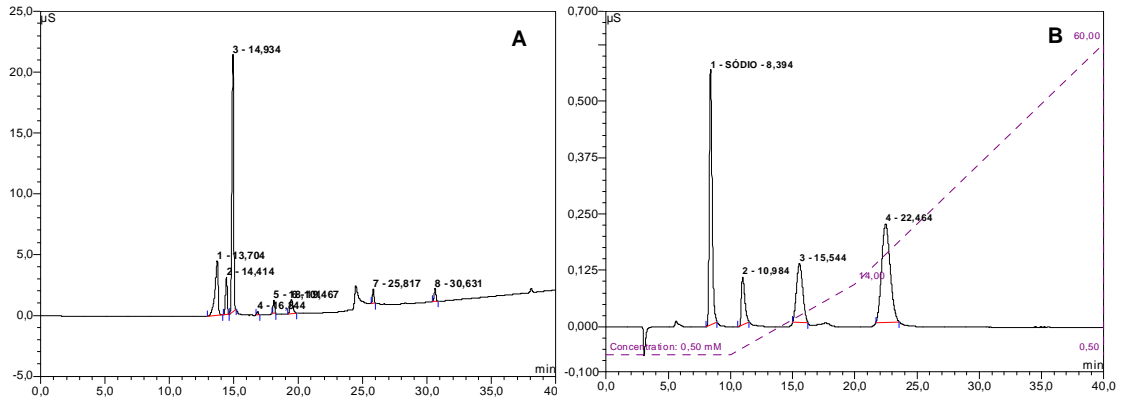 25,0
µS
A
20,0
15,0
10,0
5,0
0,0
-5,0
3 - 14,934
1 - 13,704
2 - 14,414
4 - 16,844
7 - 25,817
8 - 30,631
min
0,0
5,0
10,0
15,0
20,0
25,0
30,0
35,0
40,0
0,700
µS
B
60,00
0,500
0,375
0,250
0,125
0,000
-0,100
1 - SÓDIO - 8,394
4 - 22,464
3 - 15,544
2 - 10,984
14,00
Concentration: 0,50 mM
0,50
min
0,0
5,0
10,0
15,0
20,0
25,0
30,0
35,0
40,0